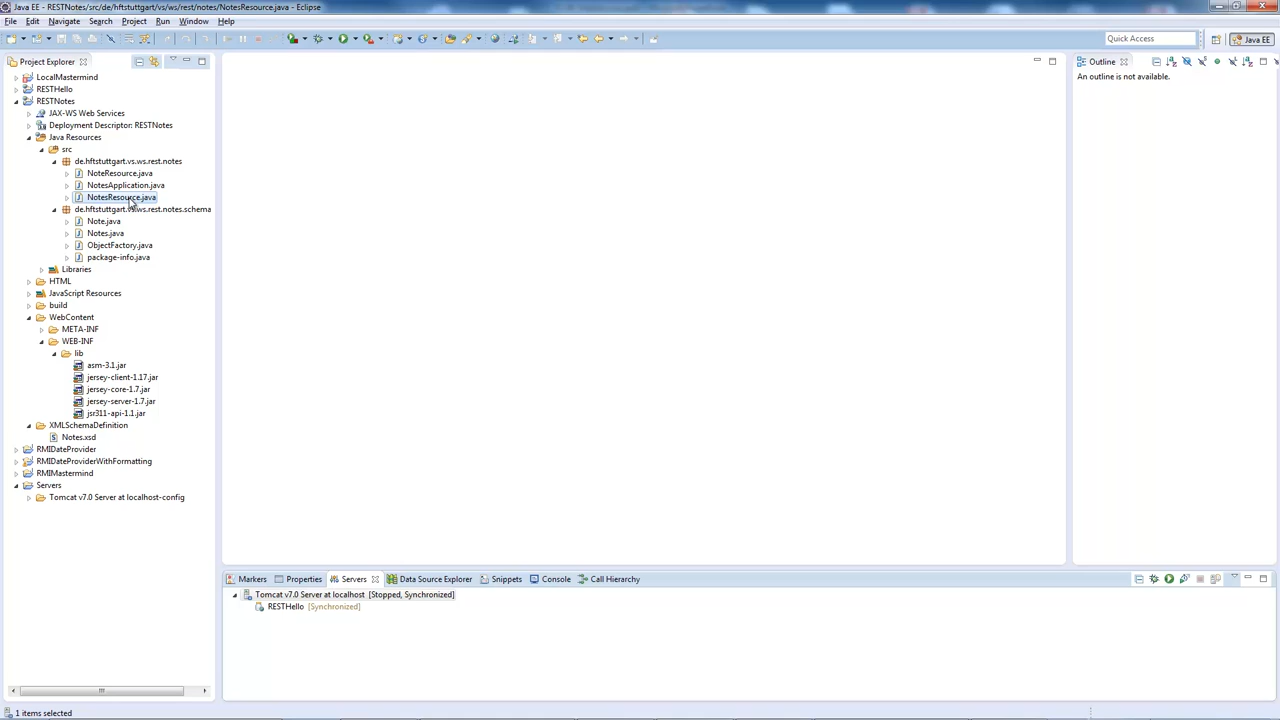 Java EE - RESTNotes/src/de/hftstuttgart/vs/ws/rest/notes/NotesResource.java - Eclipse
File Edit Navigate Search Project Run Window Help
Quick Access
Java EE
Project Explorer
Outline
An outline is not available.
LocalMastermind
RESTHello
RESTNotes
JAX-WS Web Services
Deployment Descriptor: RESTNotes
Java Resources
src
de.hftstuttgart.vs.ws.rest.notes
NoteResource.java
NotesApplication.java
NotesResource.java
de.hftstuttgart.vs.ws.rest.notes.schema
Note.java
Notes.java
ObjectFactory.java
package-info.java
Libraries
HTML
JavaScript Resources
build
WebContent
META-INF
WEB-INF
lib
asm-3.1.jar
jersey-client-1.17.jar
jersey-core-1.7.jar
jersey-server-1.7.jar
jsr311-api-1.1.jar
XMLSchemaDefinition
Notes.xsd
RMIDateProvider
RMIDateProviderWithFormatting
RMIMastermind
Servers
Tomcat v7.0 Server at localhost-config
Markers Properties Servers Data Source Explorer Snippets Console Call Hierarchy
Tomcat v7.0 Server at localhost [Stopped, Synchronized]
RESTHello [Synchronized]
1 items selected